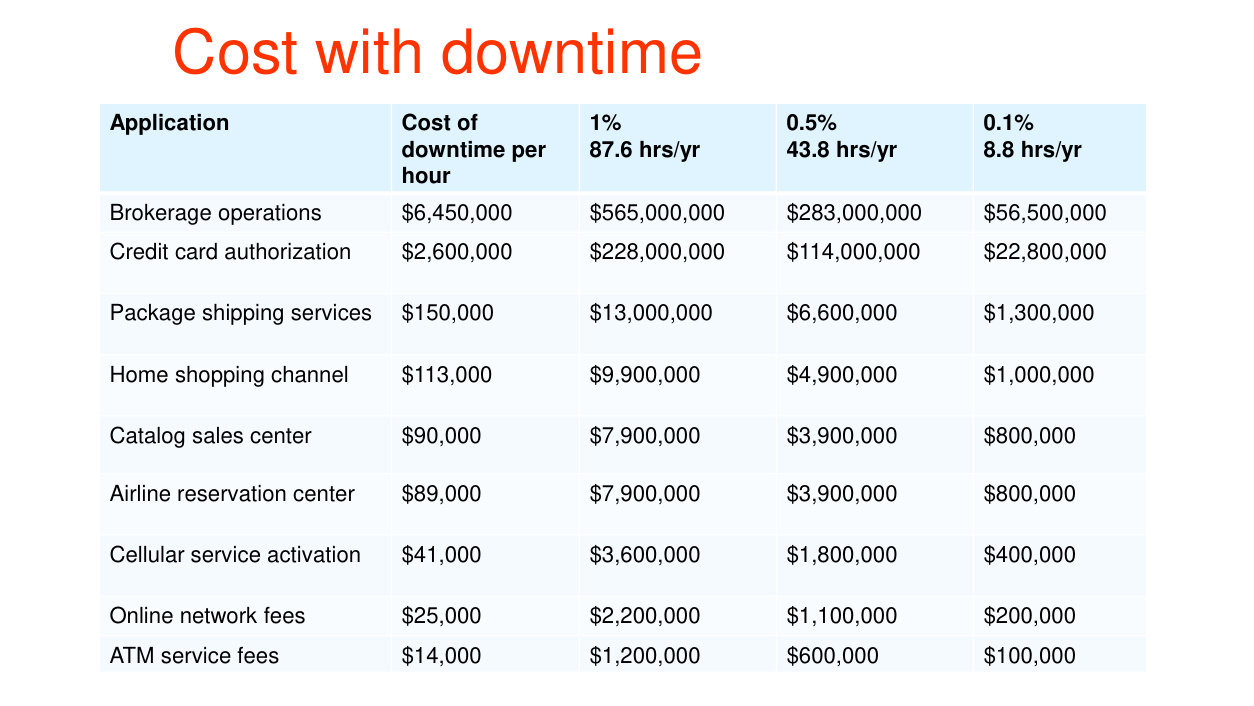 Cost with downtime
Application
Cost of
downtime per
hour
1%
87.6 hrs/yr
0.5%
43.8 hrs/yr
0.1%
8.8 hrs/yr
Brokerage operations $6,450,000 $565,000,000 $283,000,000 $56,500,000
Credit card authorization $2,600,000 $228,000,000 $114,000,000 $22,800,000
Package shipping services $150,000 $13,000,000 $6,600,000 $1,300,000
Home shopping channel $113,000 $9,900,000 $4,900,000 $1,000,000
Catalog sales center $90,000 $7,900,000 $3,900,000 $800,000
Airline reservation center $89,000 $7,900,000 $3,900,000 $800,000
Cellular service activation $41,000 $3,600,000 $1,800,000 $400,000
Online network fees $25,000 $2,200,000 $1,100,000 $200,000
ATM service fees $14,000 $1,200,000 $600,000 $100,000